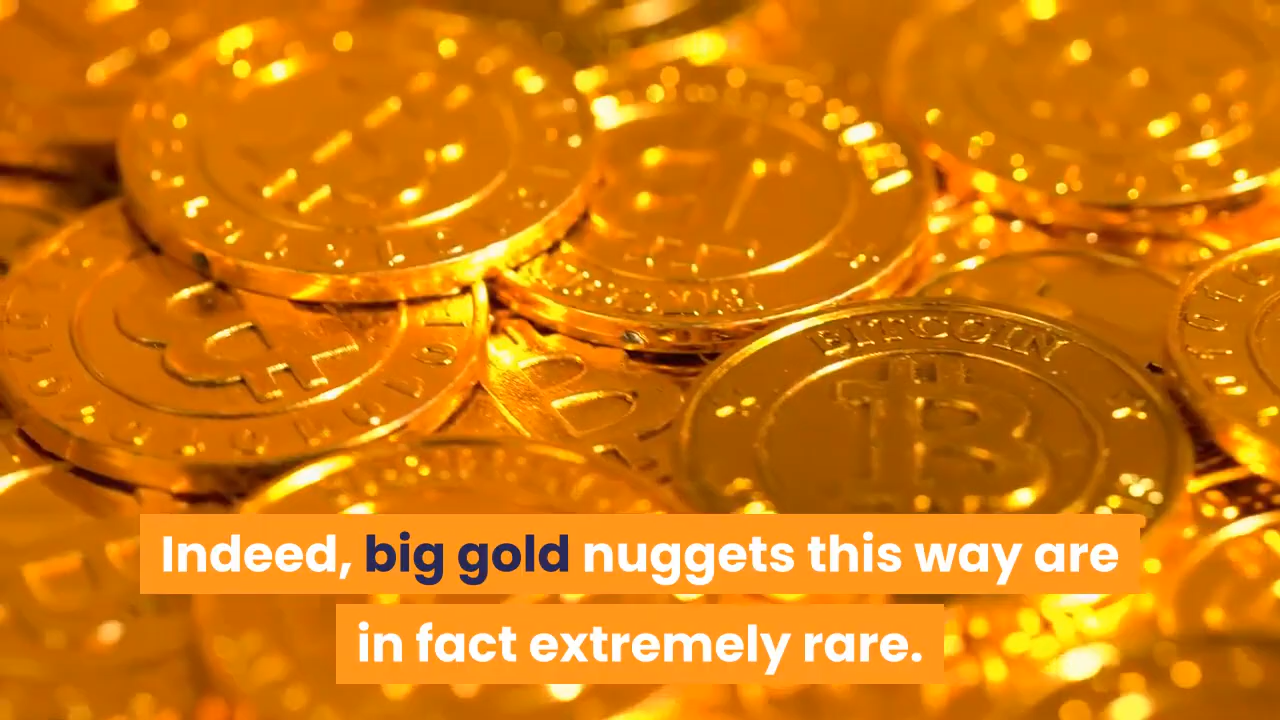 BITCOIN
Indeed, big gold nuggets this way are
in fact extremely rare.